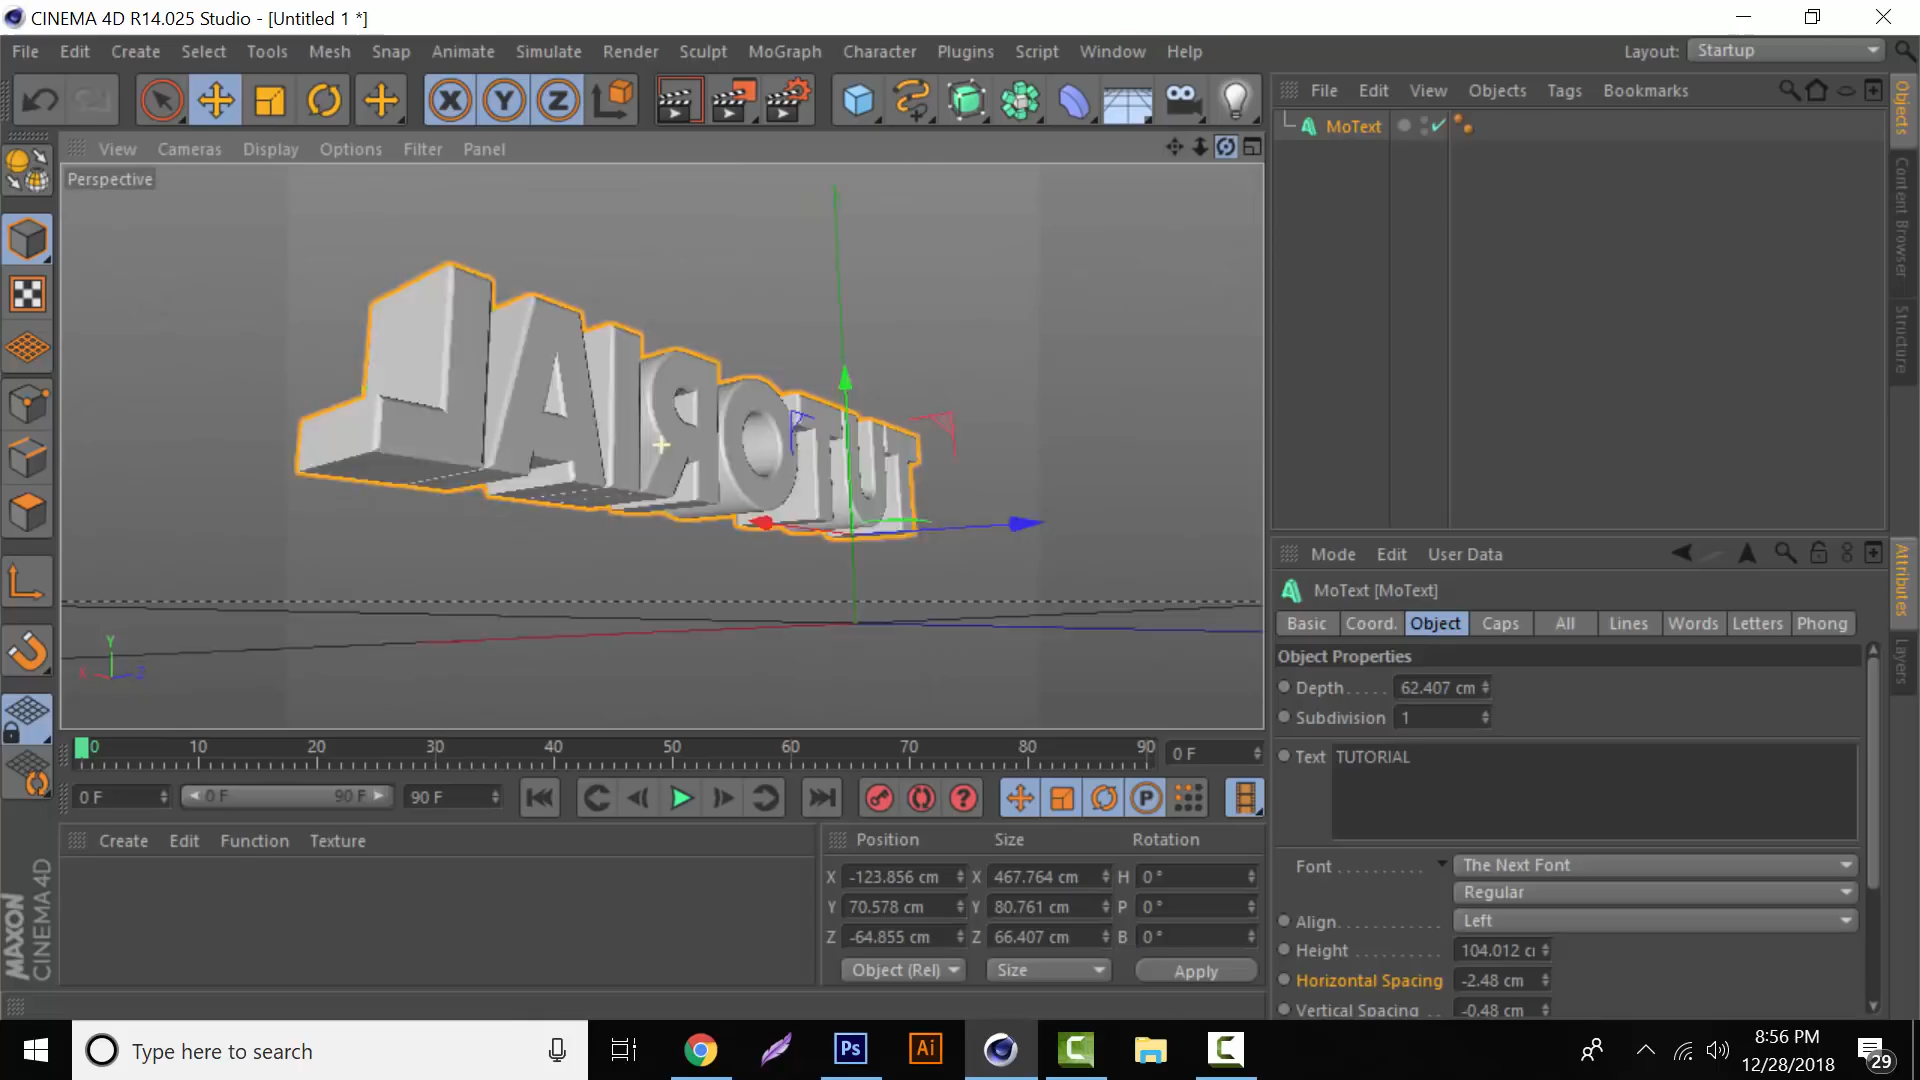 CINEMA 4D R14.025 Studio - [Untitled 1 *]
File Edit Create Select Tools Mesh Snap Animate Simulate Render Sculpt MoGraph Character Plugins Script Window Help
Layout: Startup
View Cameras Display Options Filter Panel
Perspective
TUTORIAL
Y
X Z
File Edit View Objects Tags Bookmarks
MoText
Objects
Content Browser
Structure
Mode Edit User Data
MoText [MoText]
Basic Coord. Object Caps All Lines Words Letters Phong
Object Properties
Depth..... 62.407 cm
Subdivision 1
Text TUTORIAL
Font......... The Next Font
Regular
Align............ Left
Height ......... 104.012 c
Horizontal Spacing -2.48 cm
Vertical Spacing .. -0.48 cm
Attributes
Layers
0 10 20 30 40 50 60 70 80 90 0 F
0 F 0 F 90 F 90 F
Create Edit Function Texture
Position Size Rotation
X -123.856 cm X 467.764 cm H 0 °
Y 70.578 cm Y 80.761 cm P 0 °
Z -64.855 cm Z 66.407 cm B 0 °
Object (Rel) Size Apply
MAXON
CINEMA 4D
Type here to search
Ps
Ai
8:56 PM
12/28/2018
29